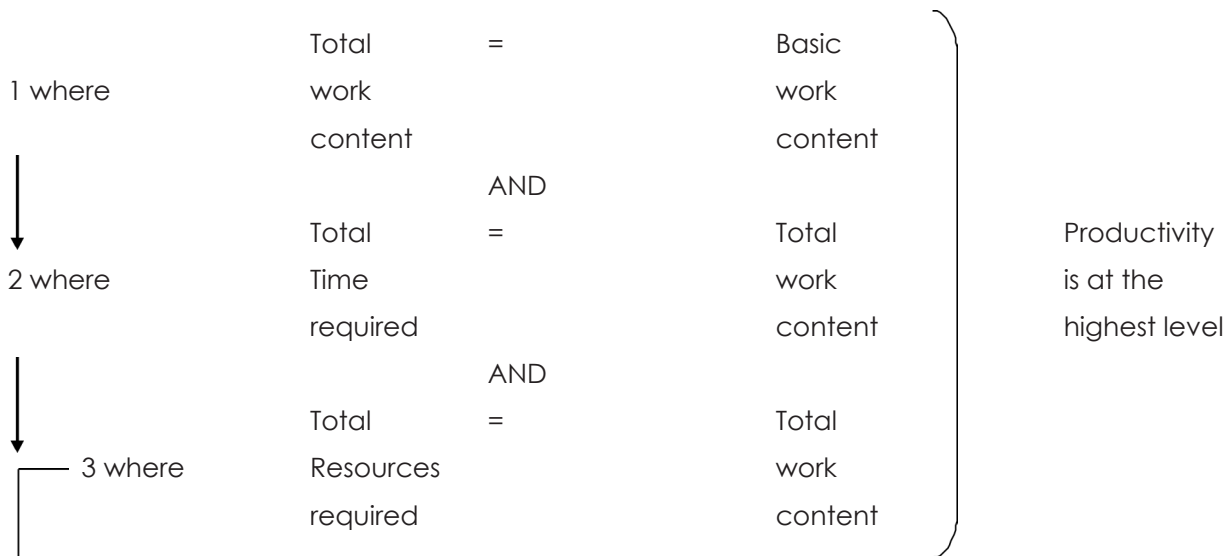 Total = Basic
1 where work work
content content
AND
Total = Total Productivity
2 where Time work is at the
required content highest level
AND
Total = Total
3 where Resources work
required content